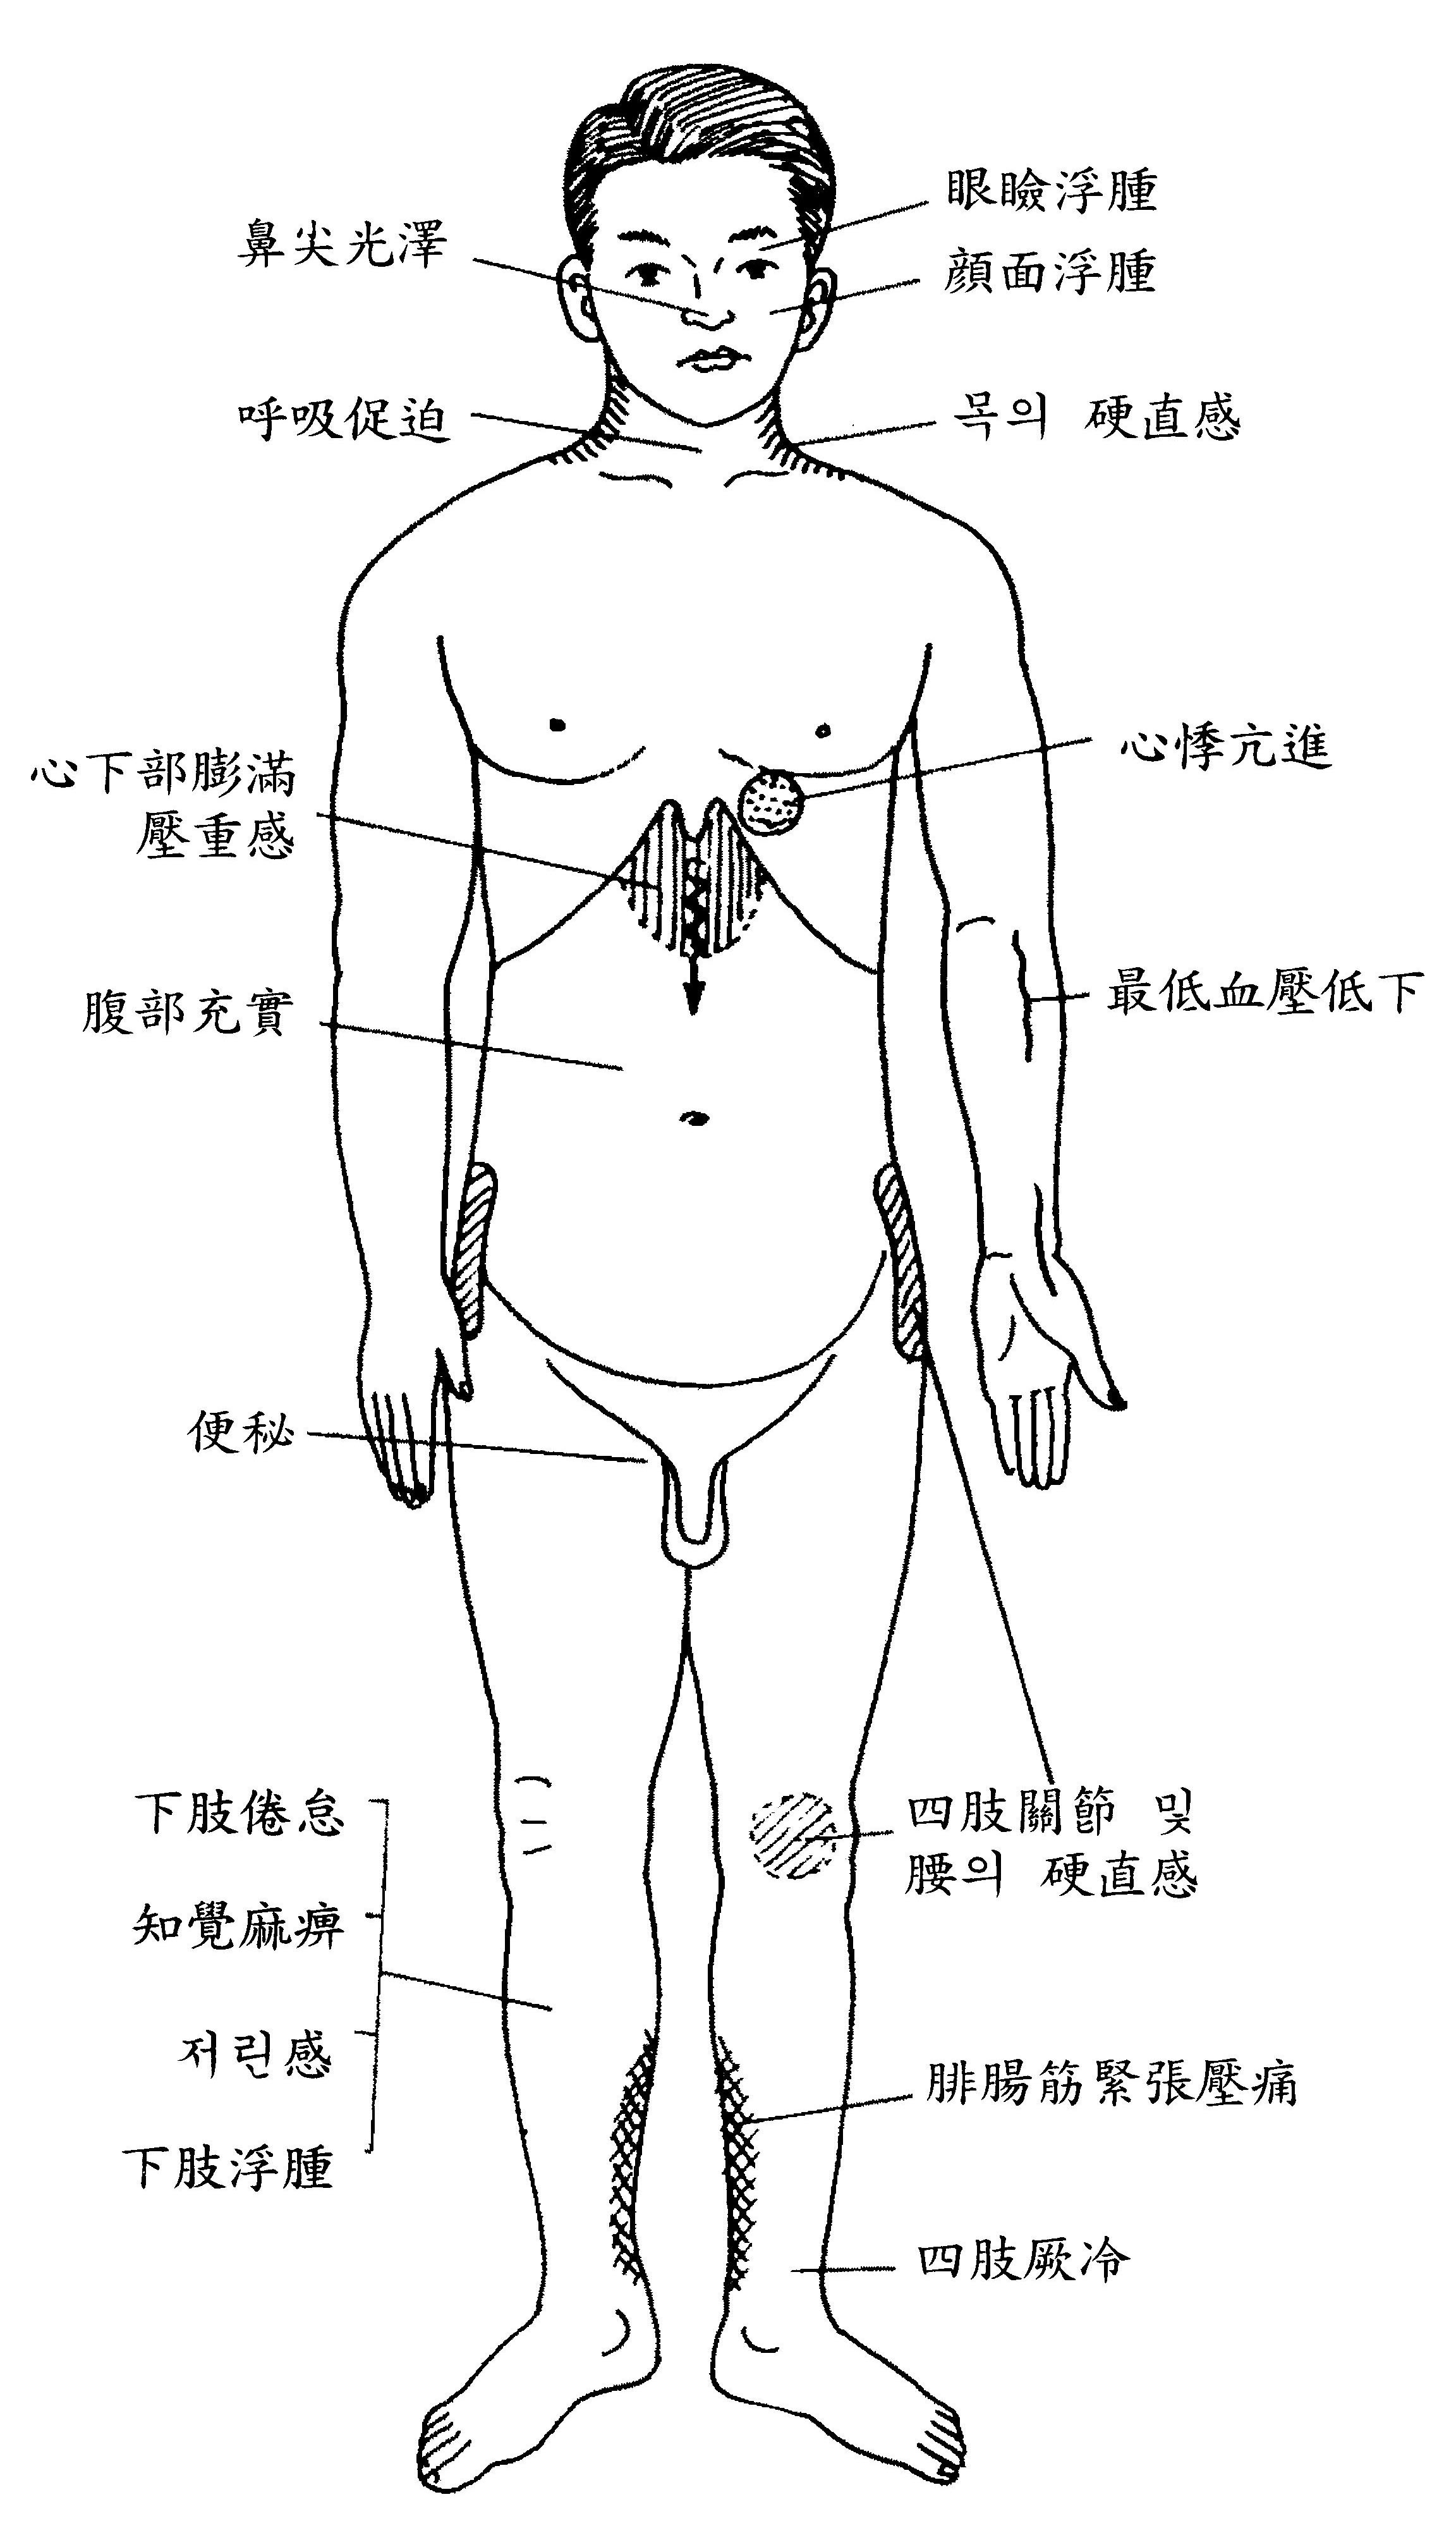 眼瞼浮腫
鼻尖光澤
顔面浮腫
呼吸促迫
목의 硬直感
心悸亢進
心下部膨滿
壓重感
最低血壓低下
腹部充實
便秘
四肢關節 및
腰의 硬直感
下肢倦怠
知覺麻痹
저린感
下肢浮腫
腓腸筋緊張壓痛
四肢厥冷